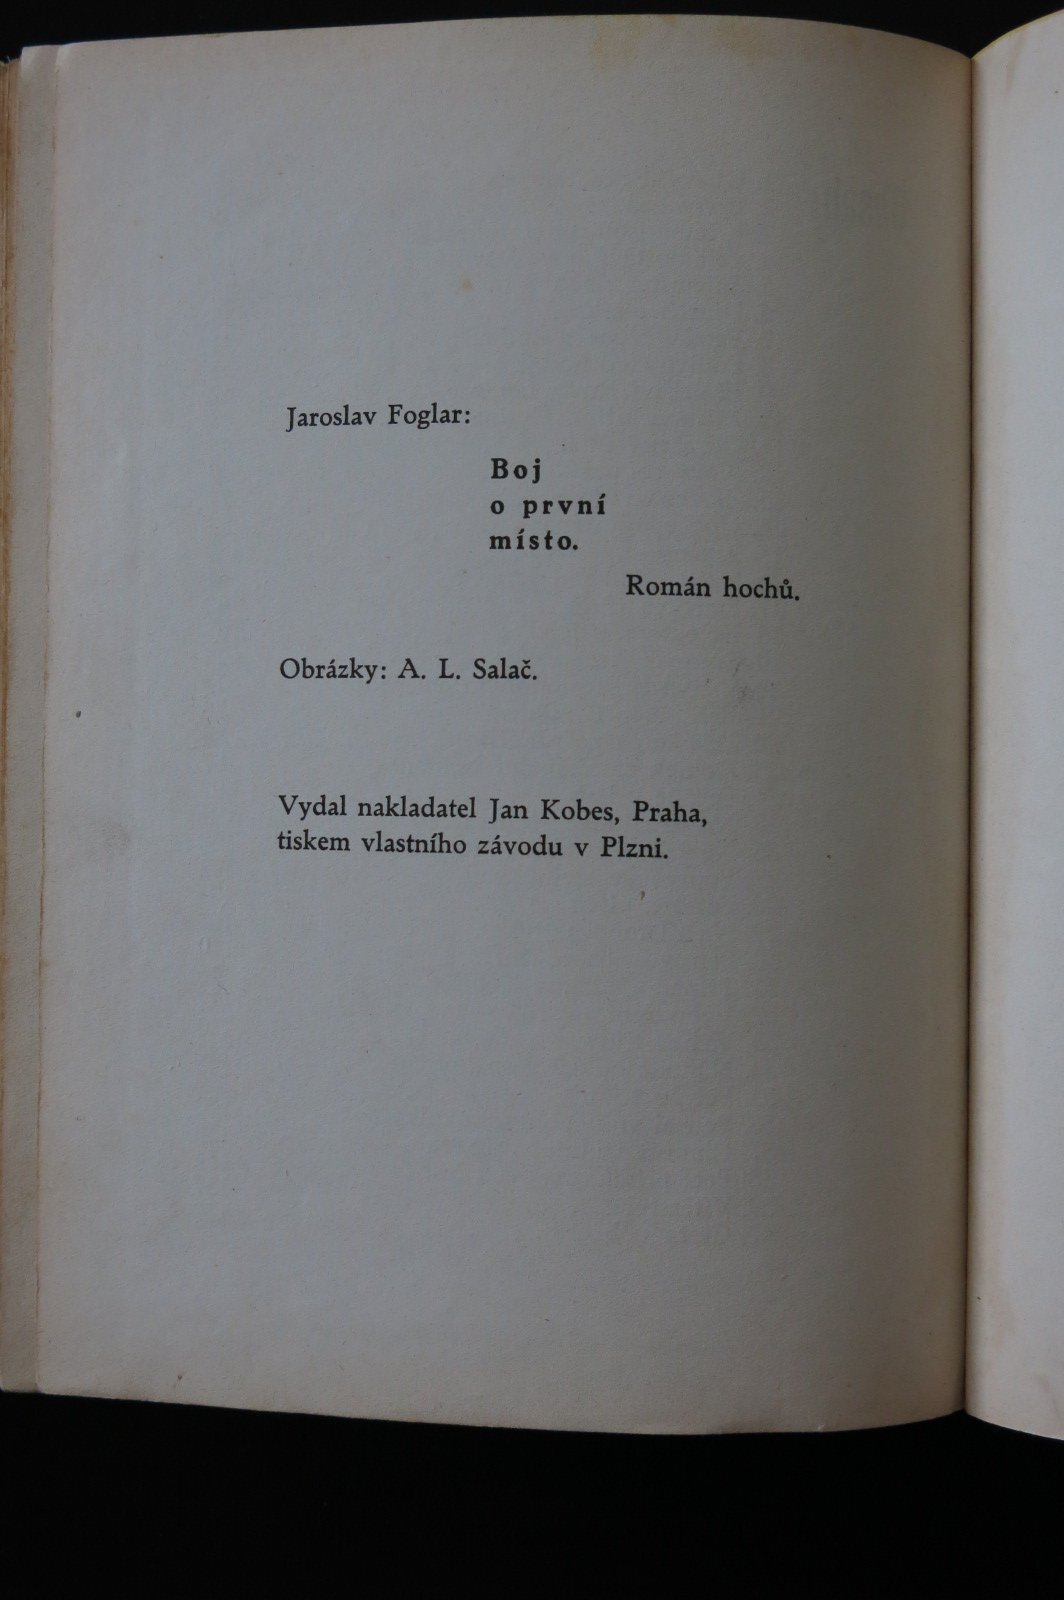 Jaroslav Foglar:
Boj
o první
místo.
Román hochů.
Obrázky: A. L. Salač.
Vydal nakladatel Jan Kobes, Praha,
tiskem vlastního závodu v Plzni.